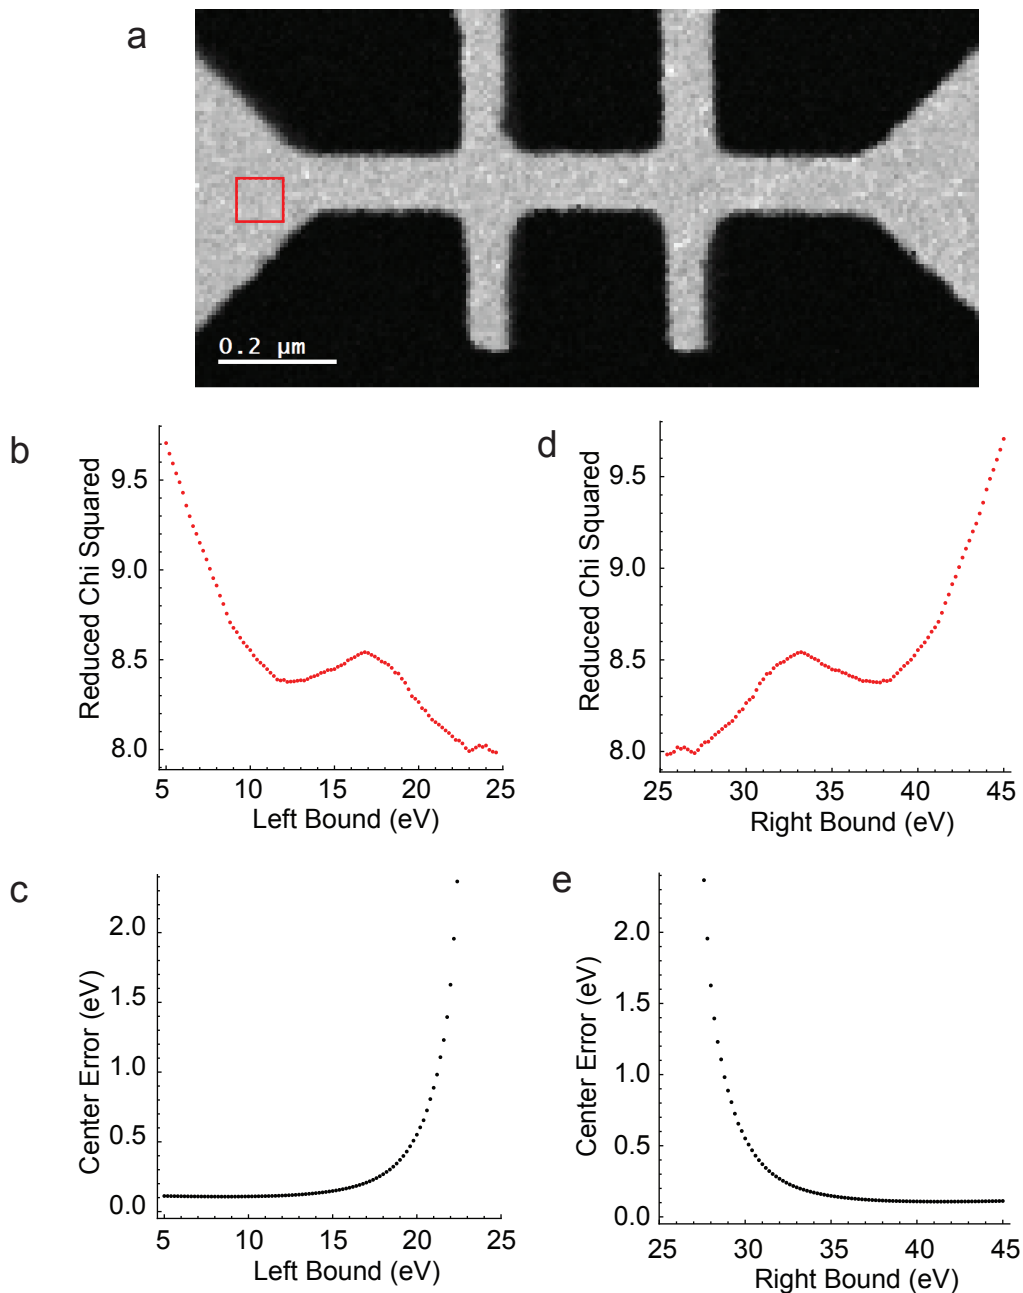 a
0.2 μm
b
Reduced Chi Squared
9.5
9.0
8.5
8.0
5 10 15 20 25
Left Bound (eV)
d
Reduced Chi Squared
9.5
9.0
8.5
8.0
25 30 35 40 45
Right Bound (eV)
c
Center Error (eV)
2.0
1.5
1.0
0.5
0.0
5 10 15 20 25
Left Bound (eV)
e
Center Error (eV)
2.0
1.5
1.0
0.5
0.0
25 30 35 40 45
Right Bound (eV)